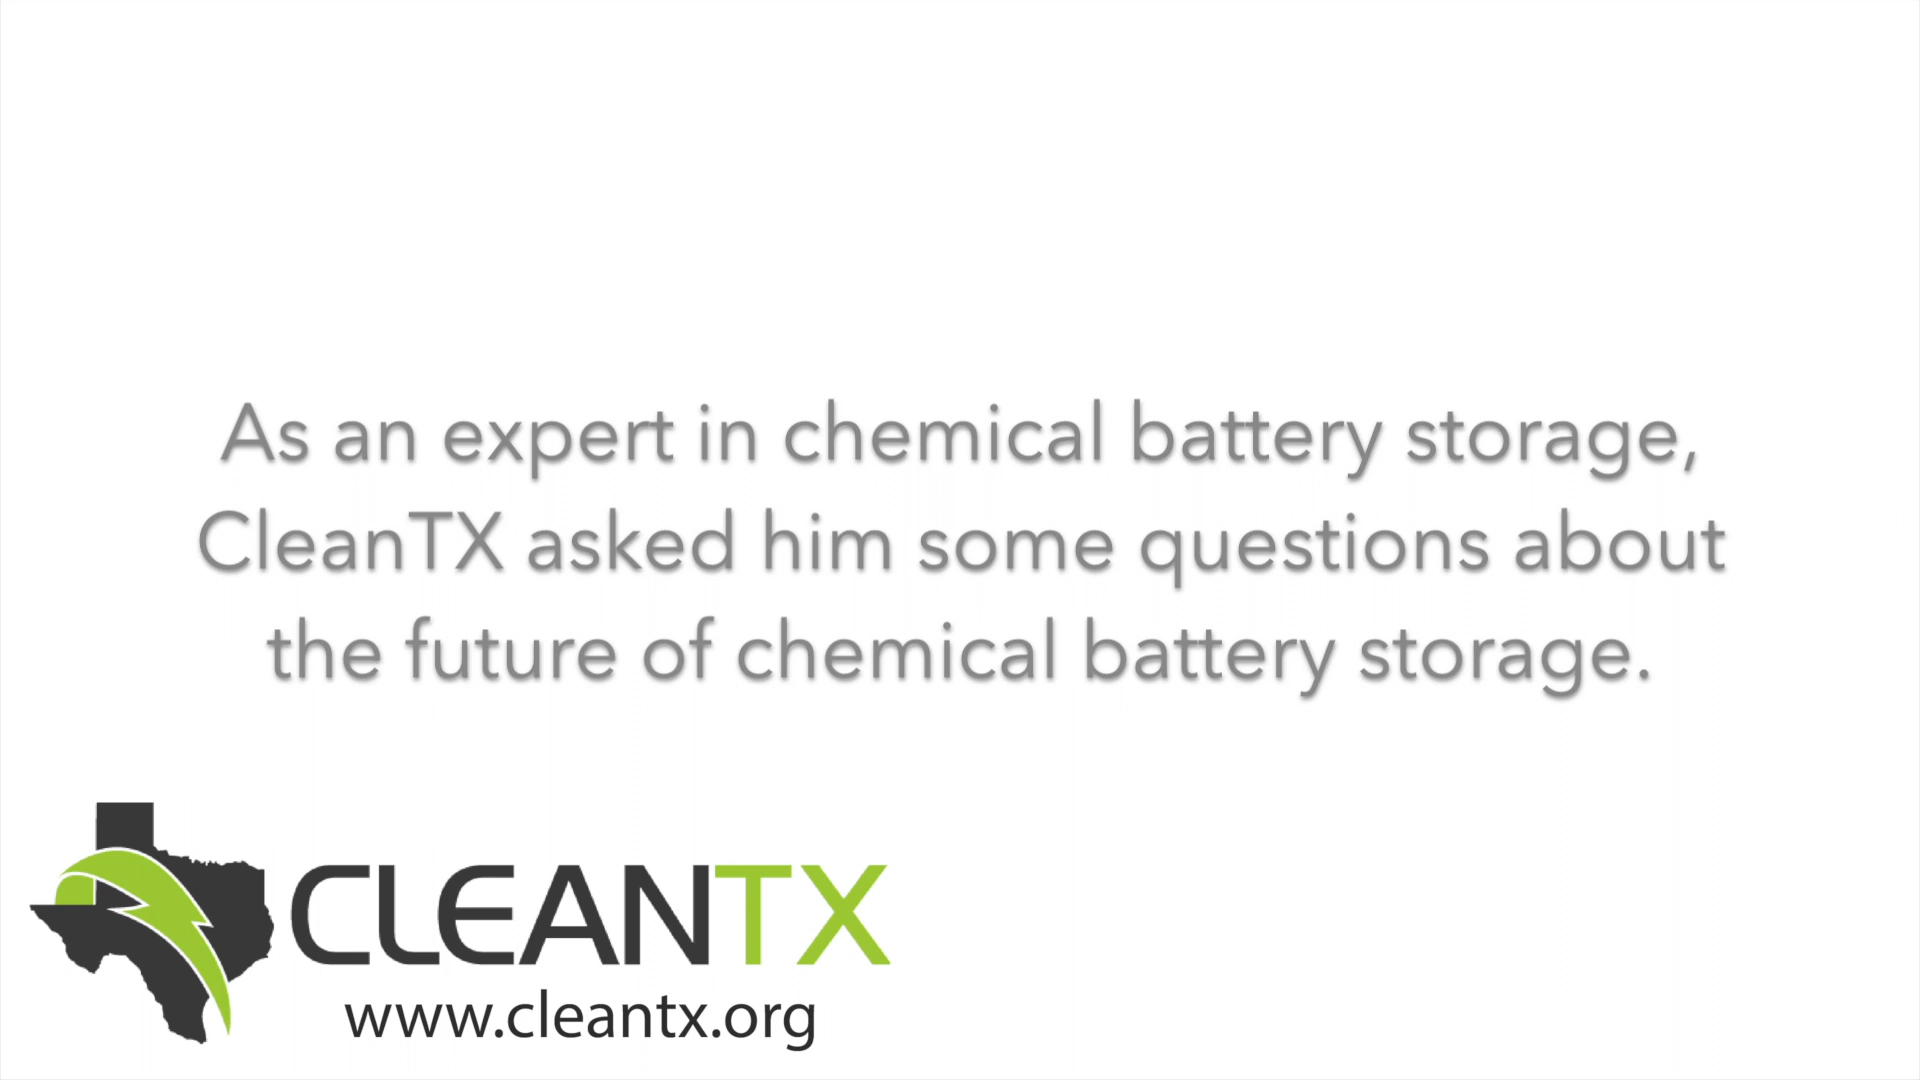 As an expert in chemical battery storage,
CleanTX asked him some questions about
the future of chemical battery storage.
CLEANTX
www.cleantx.org